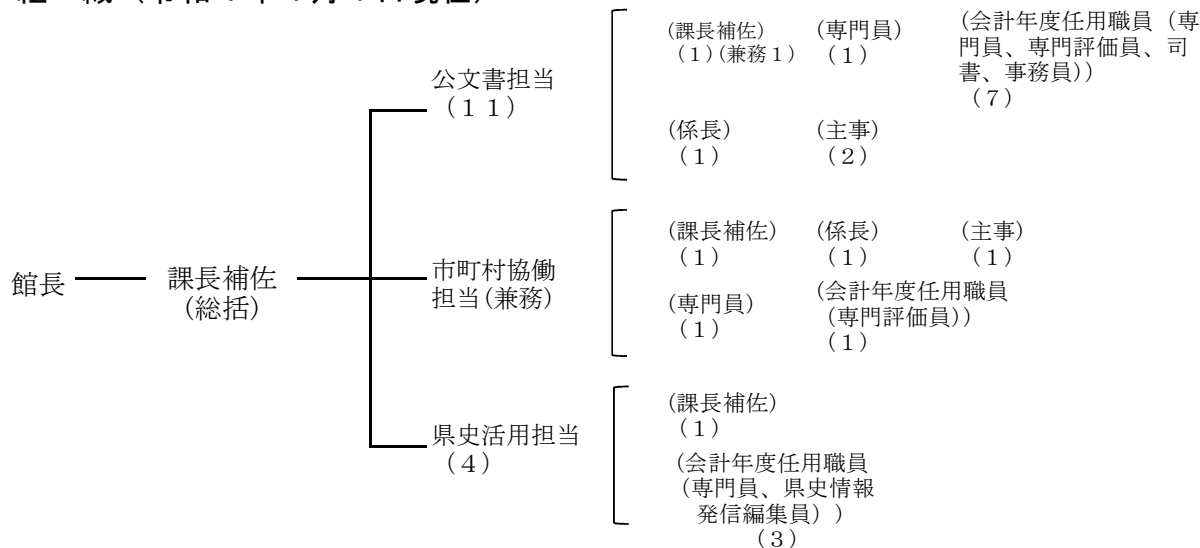 館長
課長補佐
(総括)
公文書担当
(１１)
(課長補佐)
(１)(兼務１)
(専門員)
(１)
(会計年度任用職員（専
門員、専門評価員、司
書、事務員))
(７)
(係長)
(１)
(主事)
(２)
市町村協働
担当(兼務)
(課長補佐)
(１)
(係長)
(１)
(主事)
(１)
(専門員)
(１)
(会計年度任用職員
(専門評価員))
(１)
県史活用担当
(４)
(課長補佐)
(１)
(会計年度任用職員
(専門員、県史情報
発信編集員））
(３)